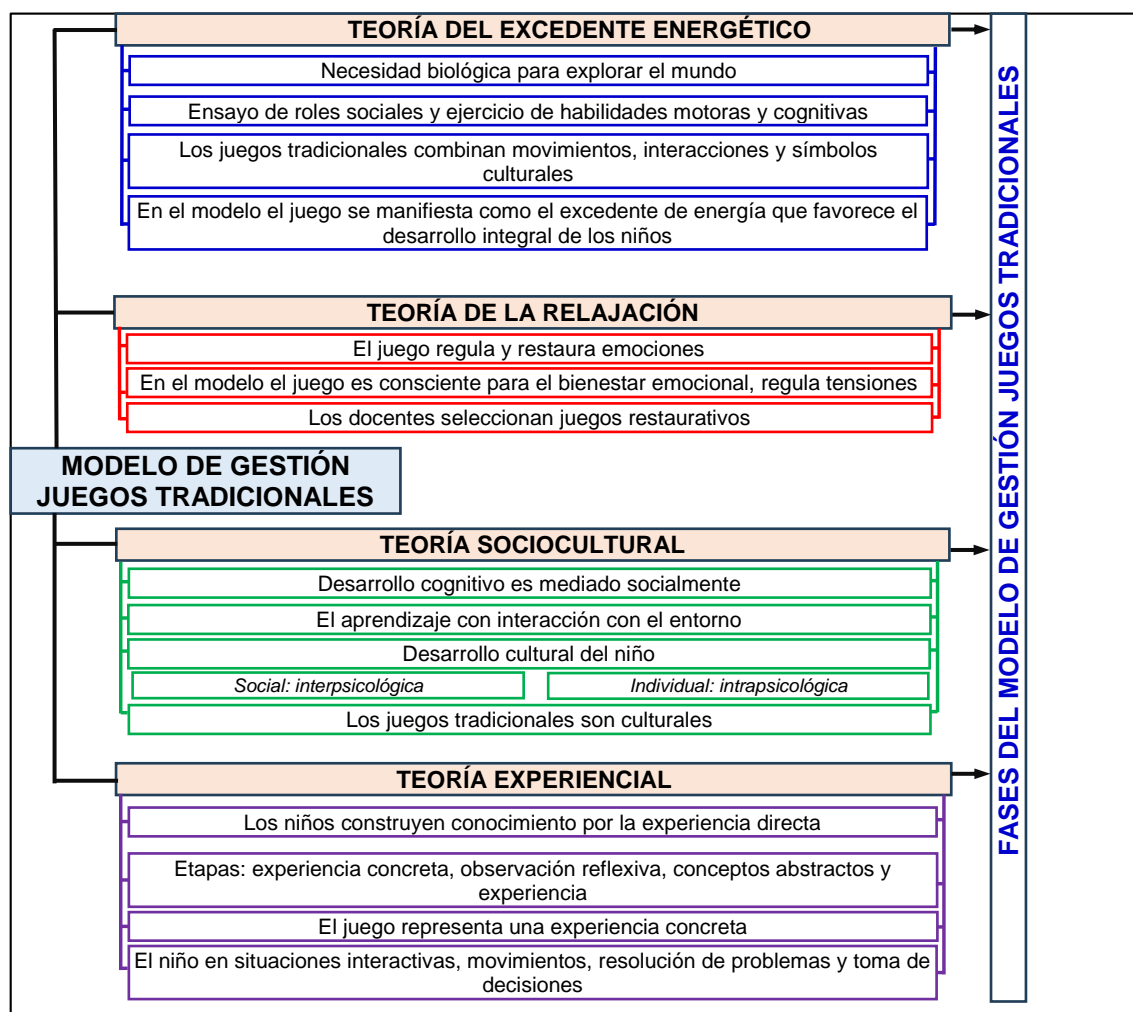 TEORÍA DEL EXCEDENTE ENERGÉTICO
Necesidad biológica para explorar el mundo
Ensayo de roles sociales y ejercicio de habilidades motoras y cognitivas
Los juegos tradicionales combinan movimientos, interacciones y símbolos
culturales
En el modelo el juego se manifiesta como el excedente de energía que favorece el
desarrollo integral de los niños
TEORÍA DE LA RELAJACIÓN
El juego regula y restaura emociones
En el modelo el juego es consciente para el bienestar emocional, regula tensiones
Los docentes seleccionan juegos restaurativos
MODELO DE GESTIÓN
JUEGOS TRADICIONALES
TEORÍA SOCIOCULTURAL
Desarrollo cognitivo es mediado socialmente
El aprendizaje con interacción con el entorno
Desarrollo cultural del niño
Social: interpsicológica
Individual: intrapsicológica
Los juegos tradicionales son culturales
TEORÍA EXPERIENCIAL
Los niños construyen conocimiento por la experiencia directa
Etapas: experiencia concreta, observación reflexiva, conceptos abstractos y
experiencia
El juego representa una experiencia concreta
El niño en situaciones interactivas, movimientos, resolución de problemas y toma de
decisiones
FASES DEL MODELO DE GESTIÓN JUEGOS TRADICIONALES